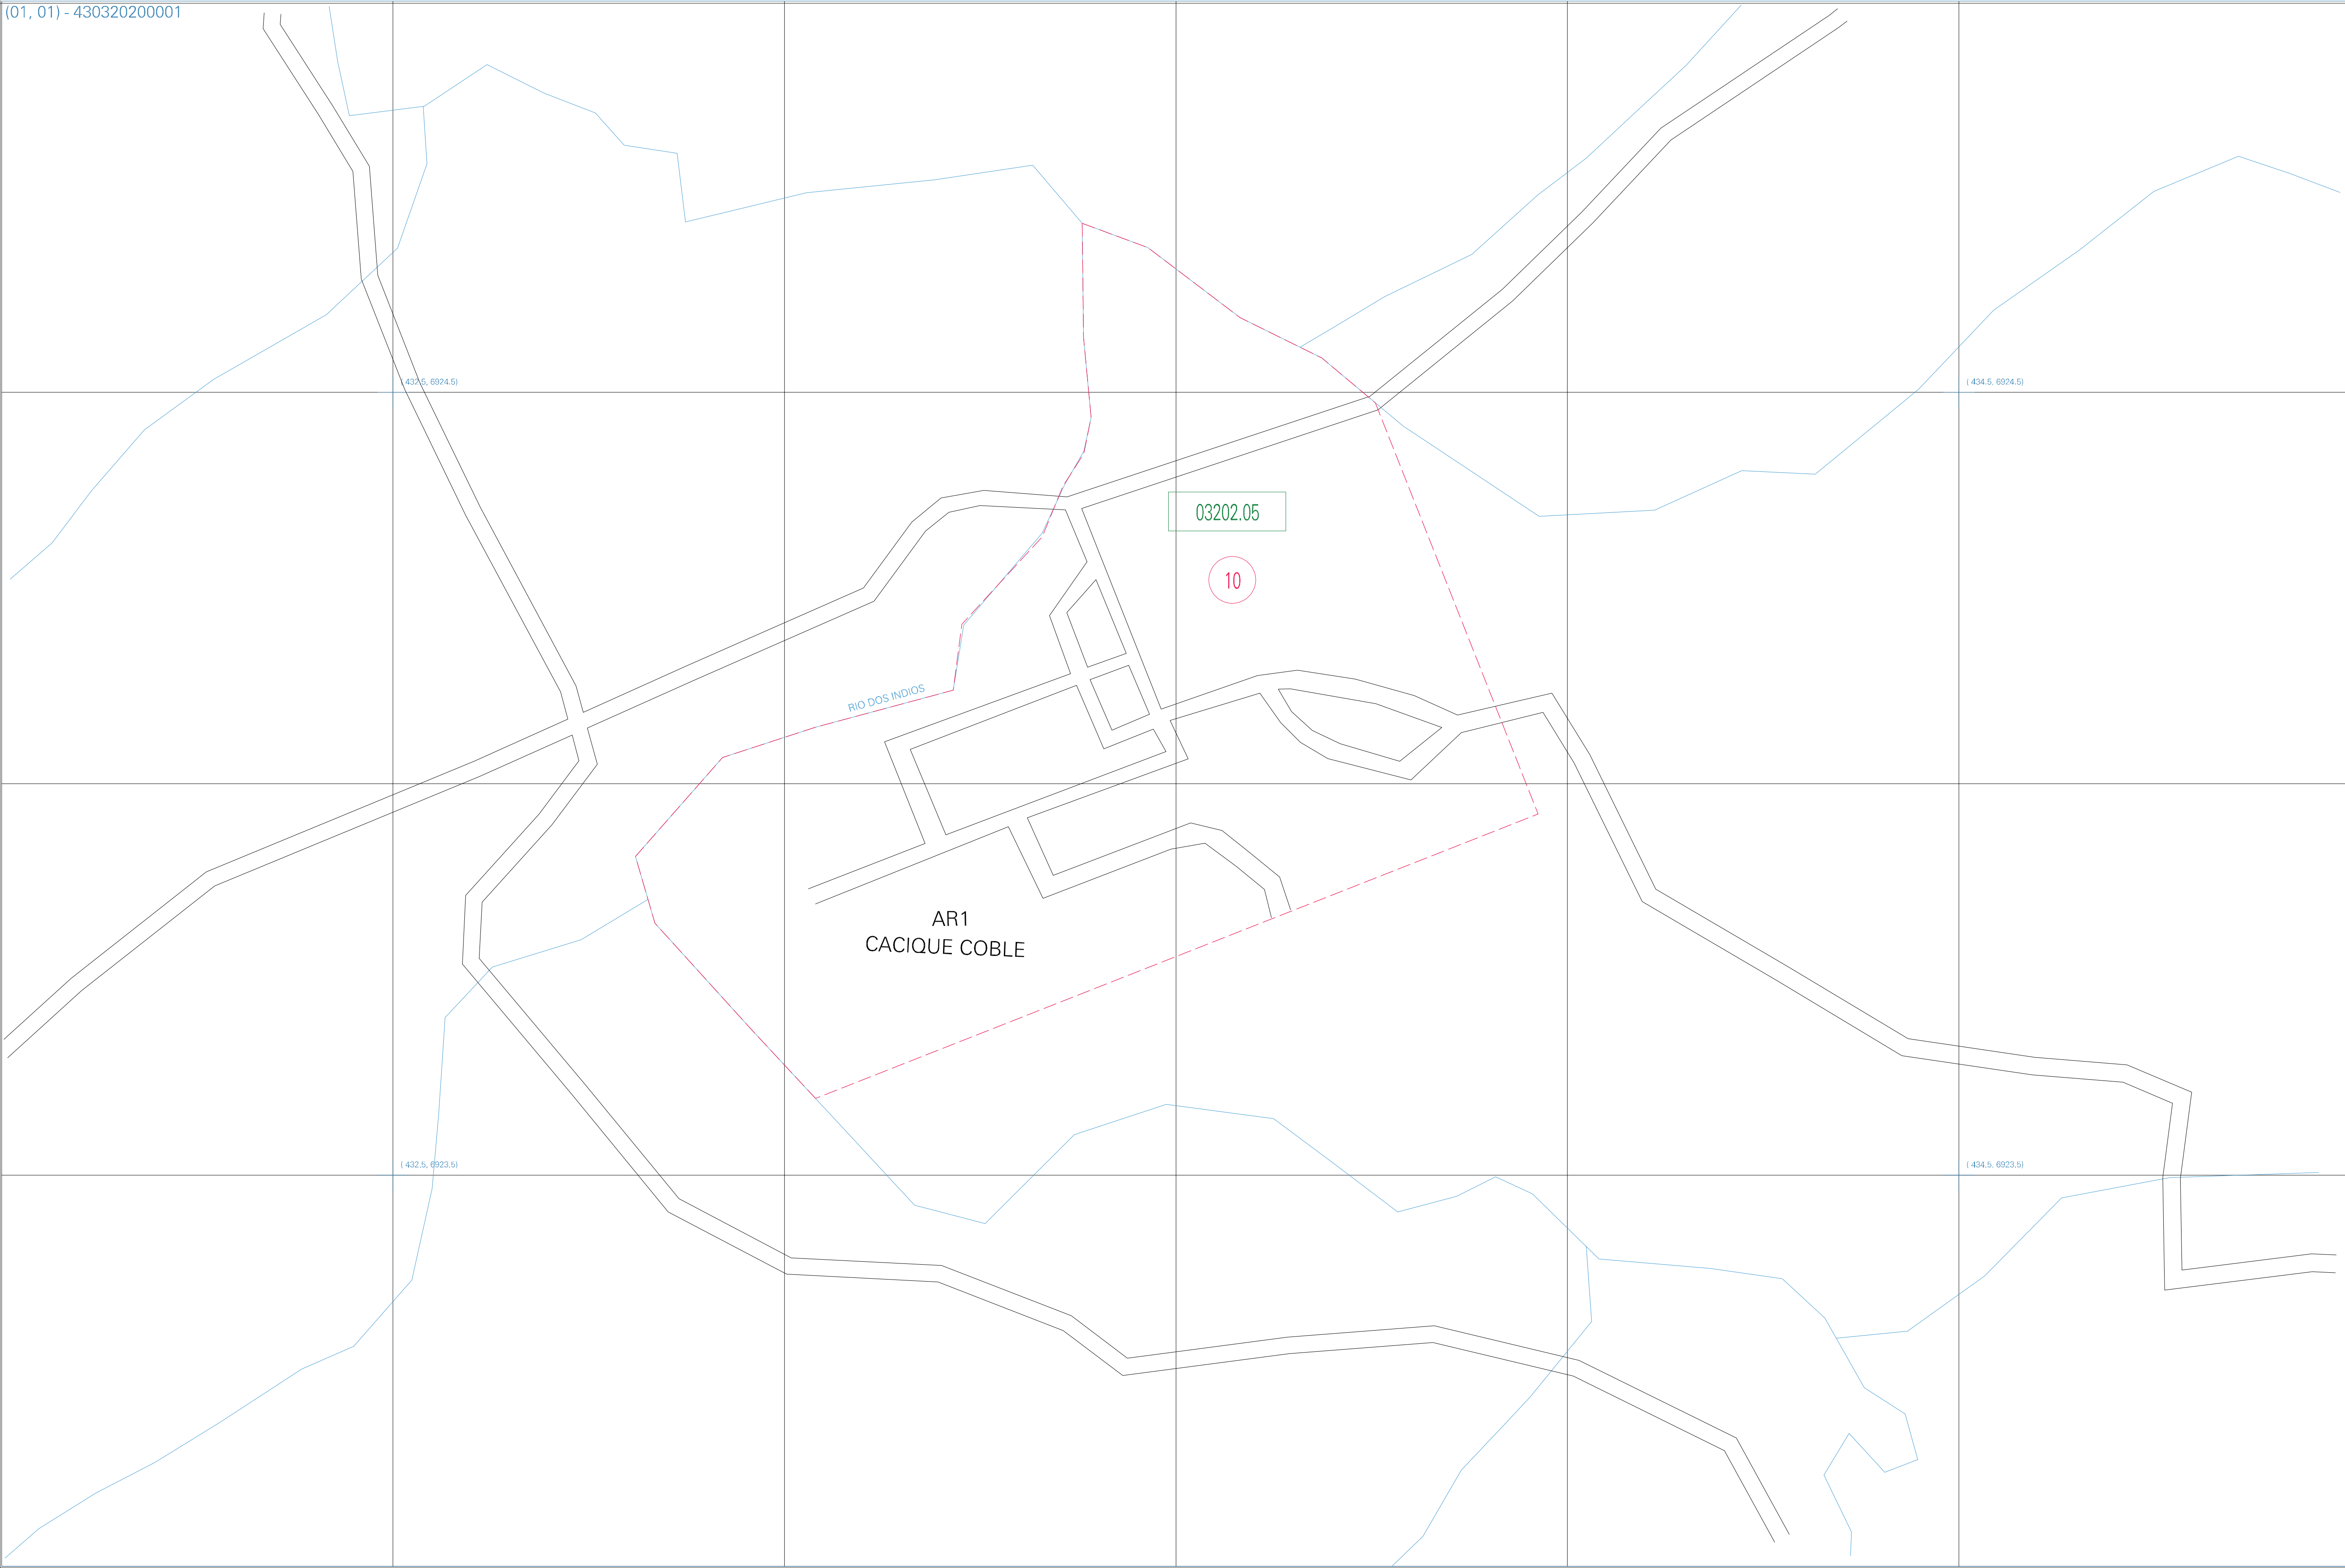 (01, 01) - 430320200001
( 432.5, 6924.5)
( 434.5, 6924.5)
03202.05
10
RIO DOS INDIOS
AR1
CACIQUE COBLE
( 432.5, 6923.5)
( 434.5, 6923.5)